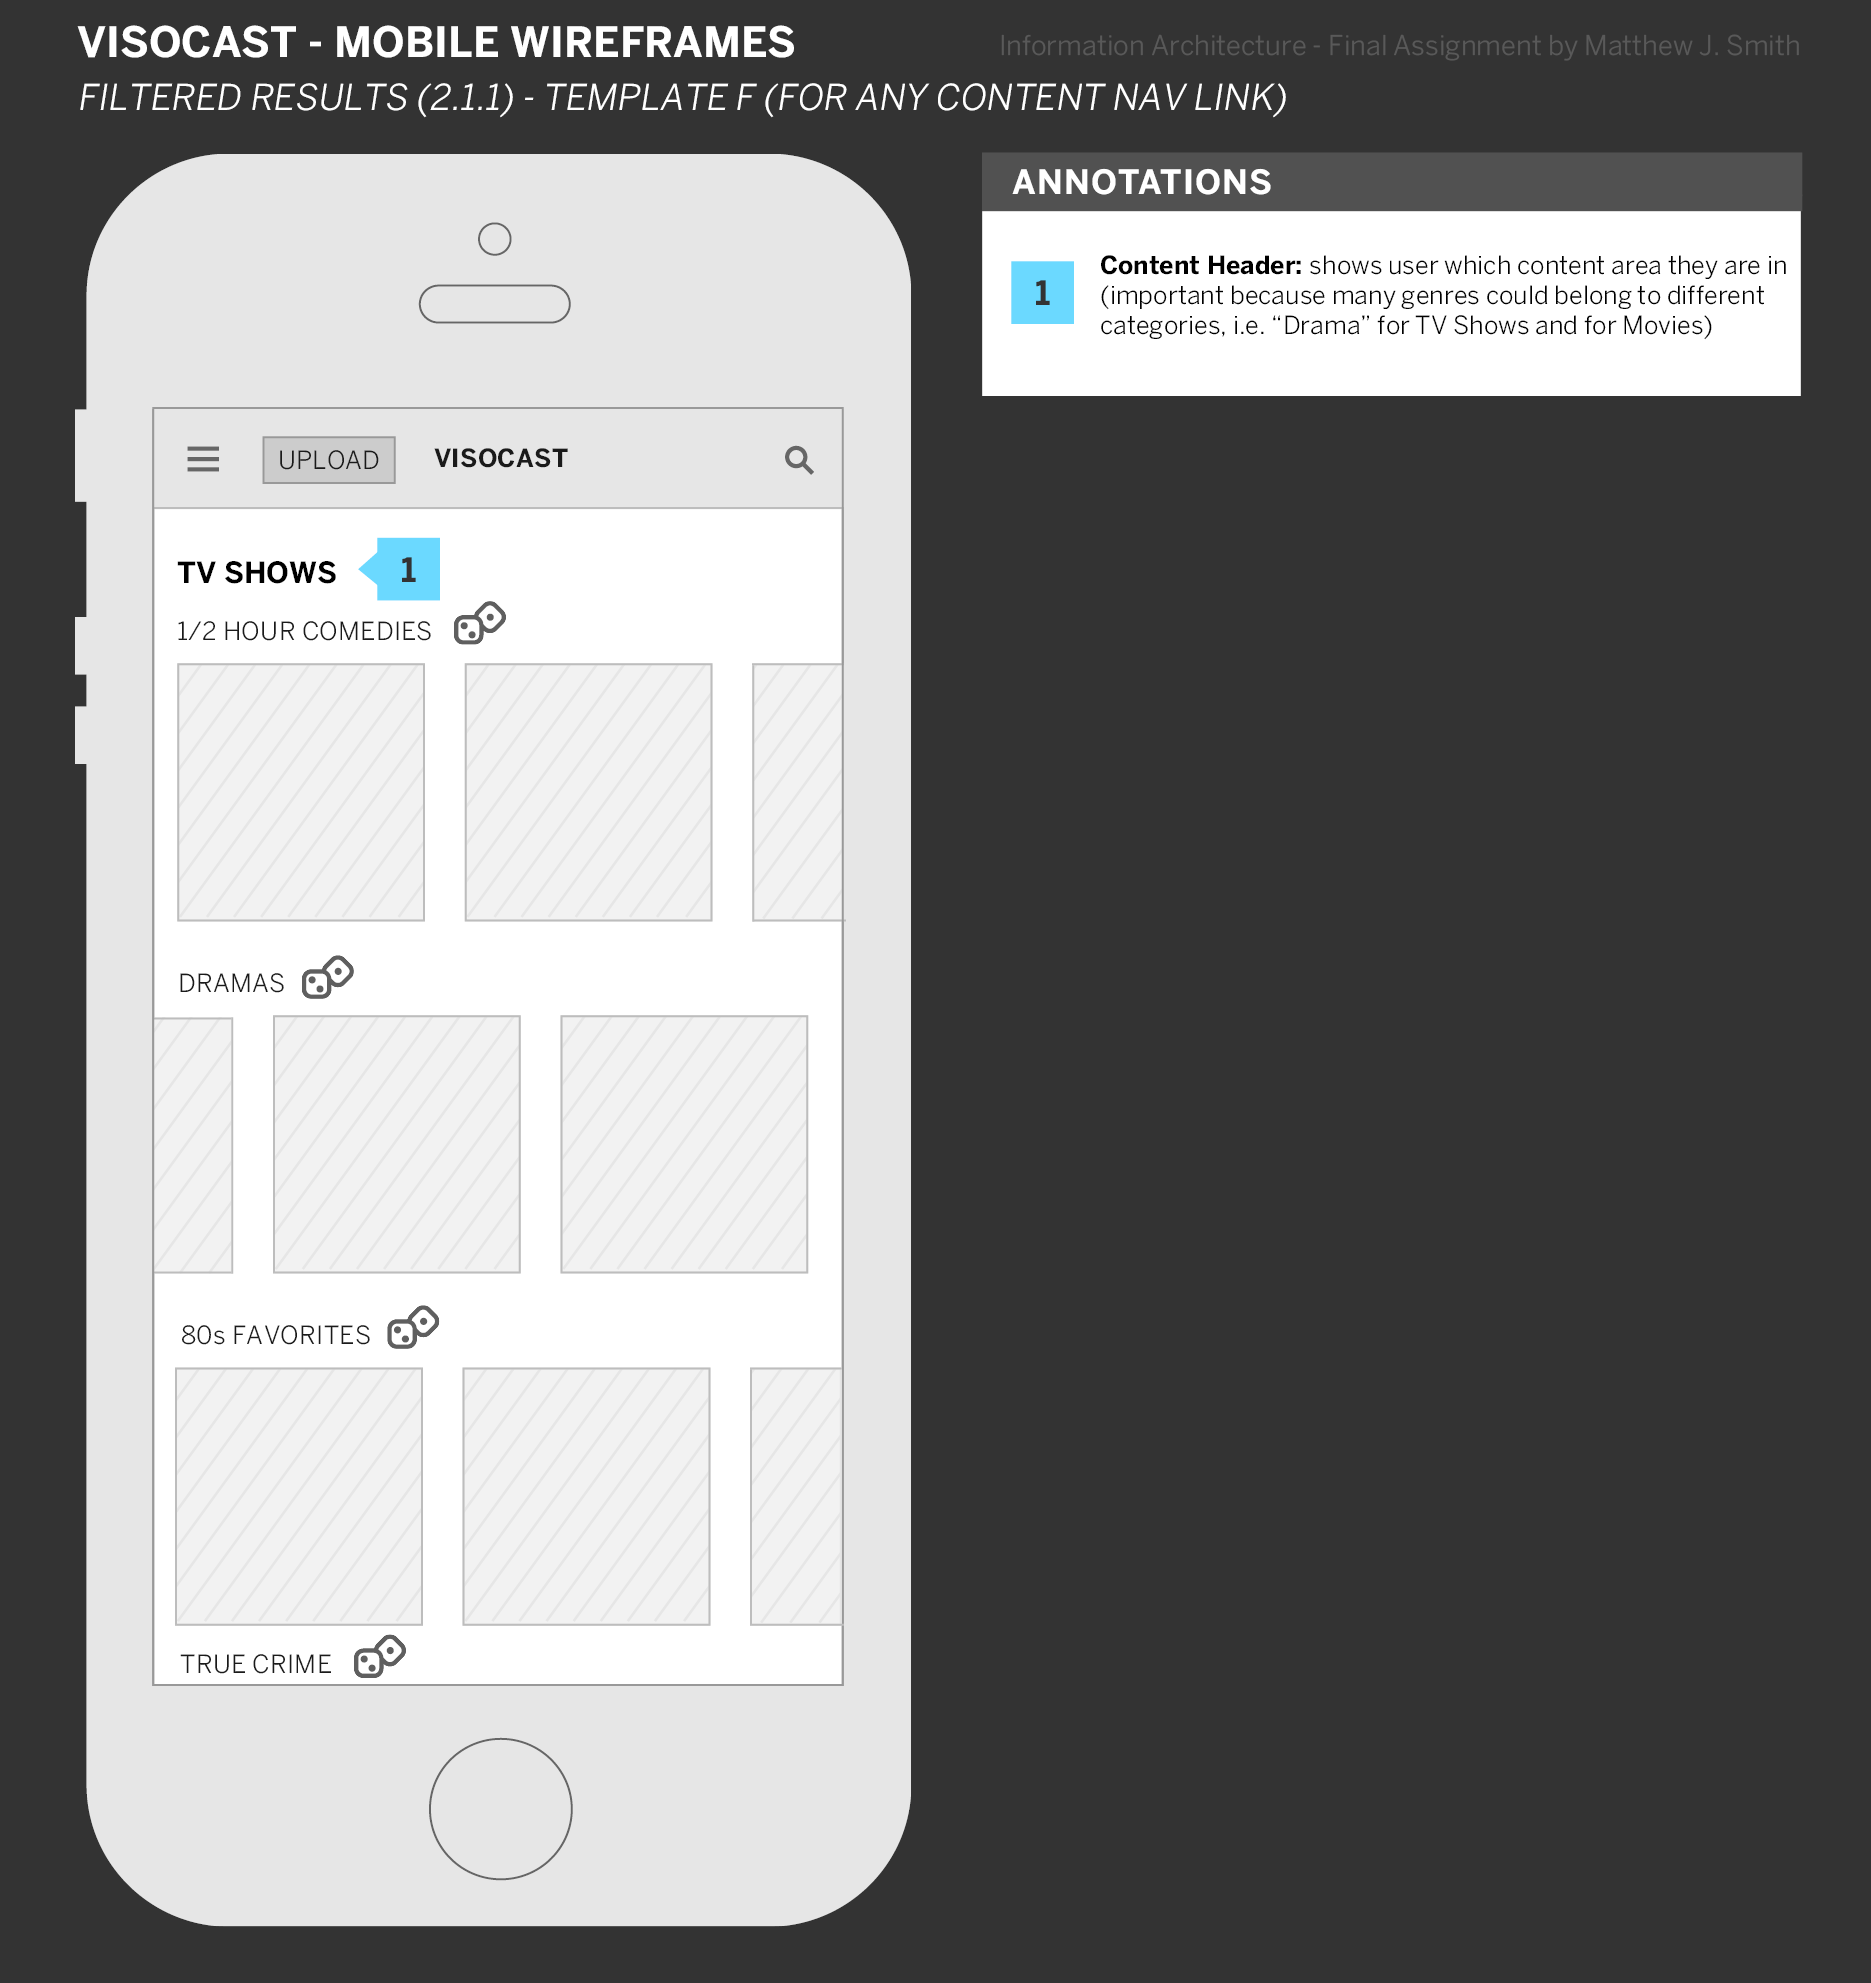 VISOCAST - MOBILE WIREFRAMES
Information Architecture - Final Assignment by Matthew J. Smith
FILTERED RESULTS (2.1.1) - TEMPLATE F (FOR ANY CONTENT NAV LINK)
ANNOTATIONS
1
Content Header: shows user which content area they are in
(important because many genres could belong to different
categories, i.e. “Drama” for TV Shows and for Movies)
UPLOAD VISOCAST
TV SHOWS 1
1/2 HOUR COMEDIES
DRAMAS
80s FAVORITES
TRUE CRIME